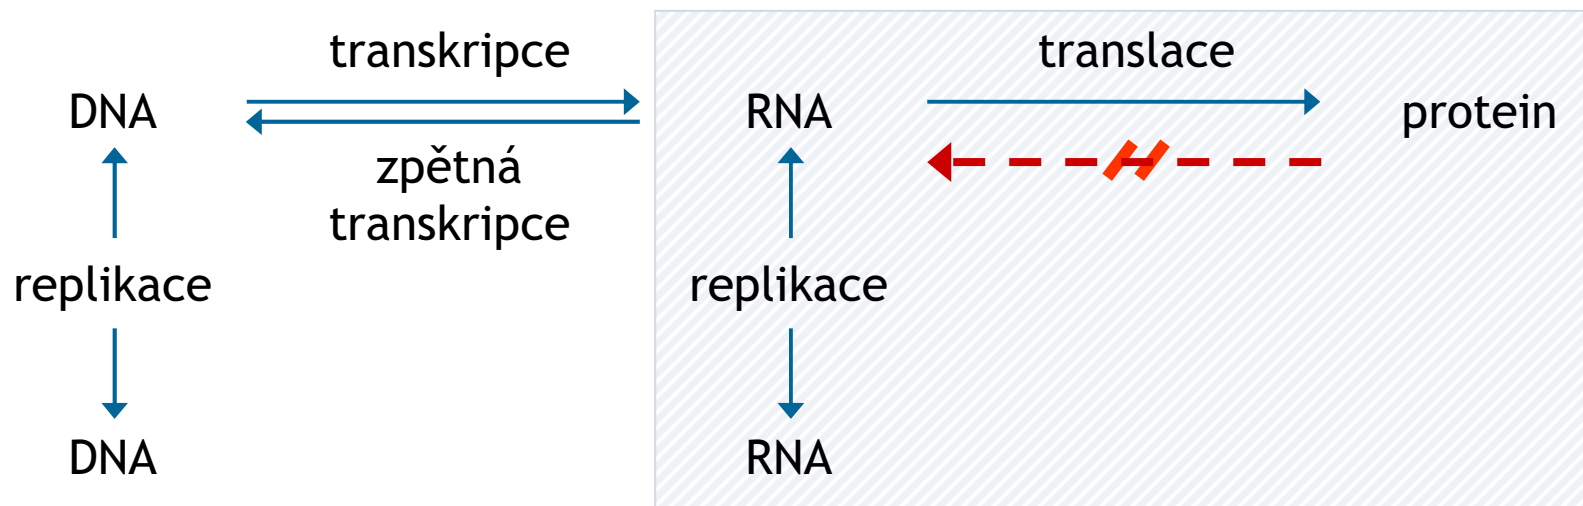 transkripce
translace
DNA
RNA
protein
zpětná
transkripce
replikace
replikace
DNA
RNA